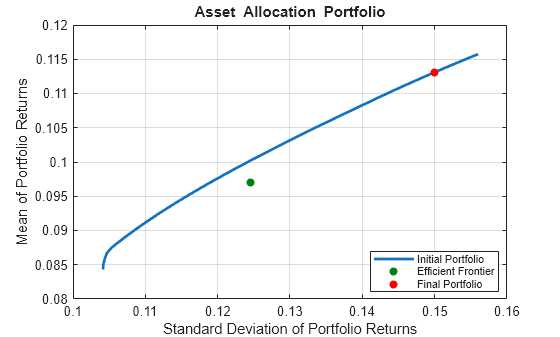 Asset Allocation Portfolio
0.12
0.115
0.11
0.105
0.1
0.095
0.09
0.085
0.08
Mean of Portfolio Returns
0.1 0.11 0.12 0.13 0.14 0.15 0.16
Standard Deviation of Portfolio Returns
Initial Portfolio
Efficient Frontier
Final Portfolio